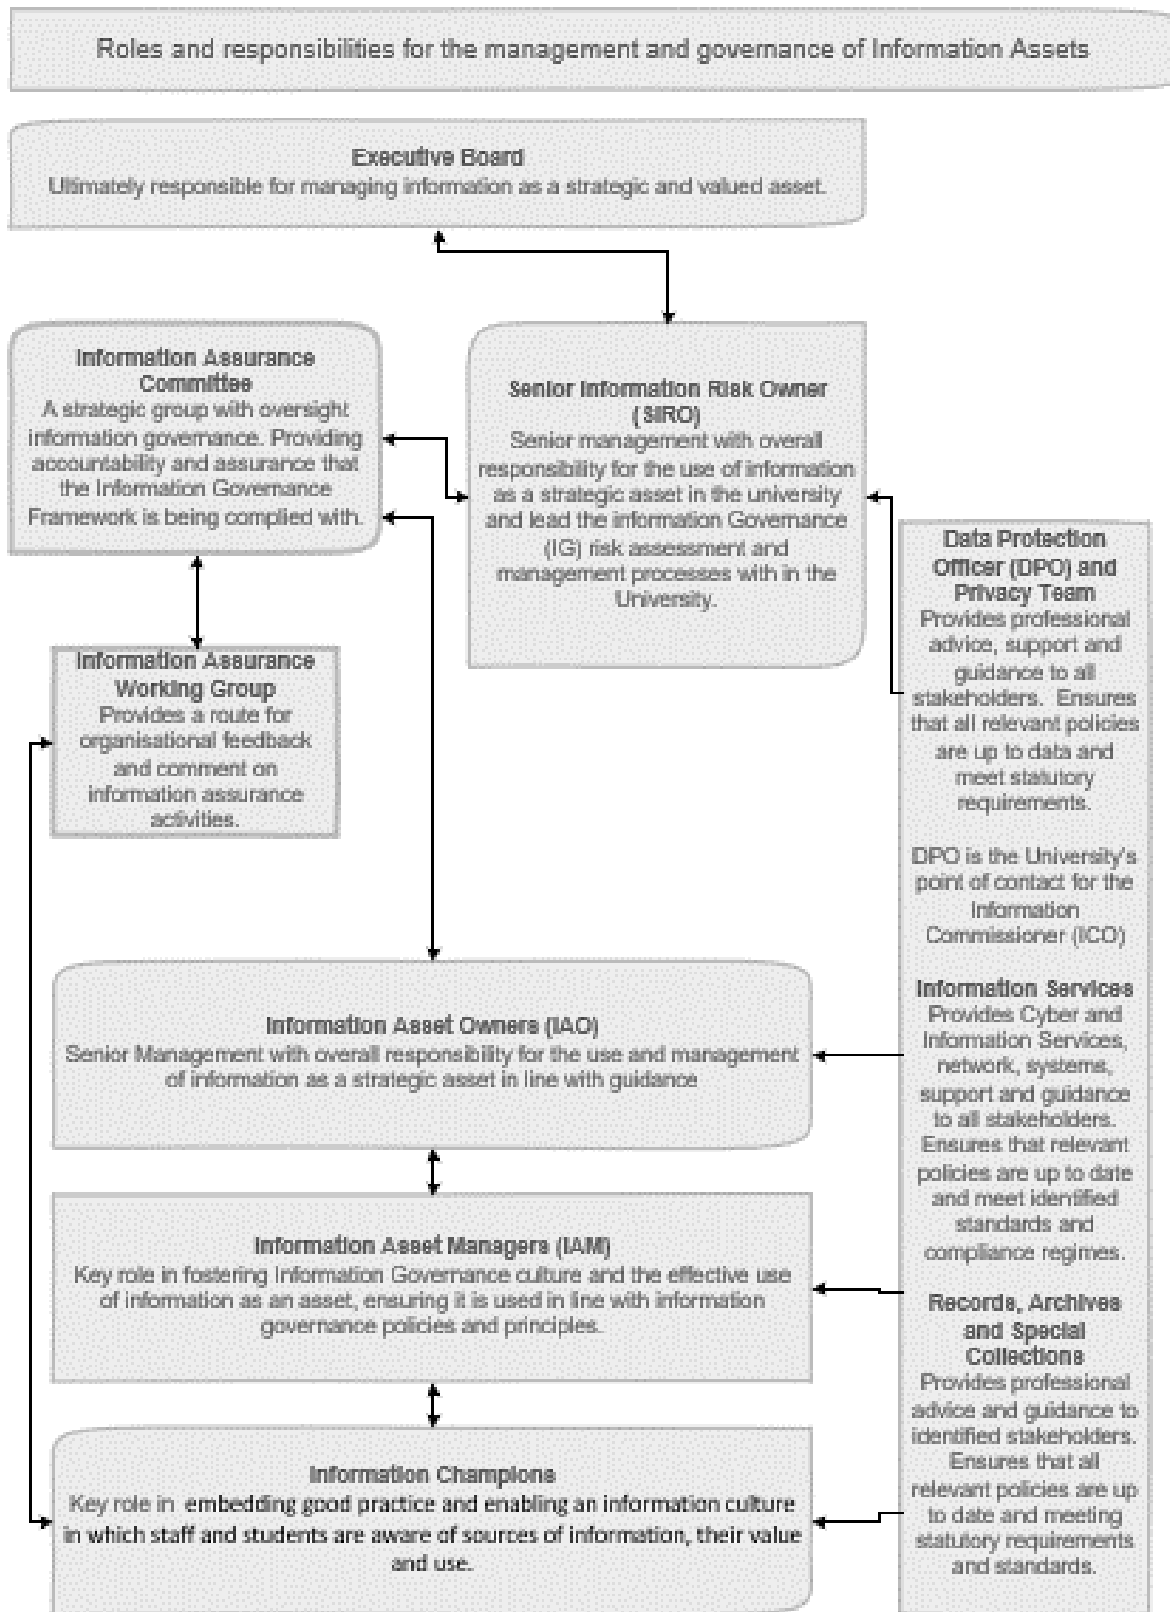 Roles and responsibilities for the management and governance of Information Assets
Executive Board
Ultimately responsible for managing information as a strategic and valued asset.
Information Assurance
Committee
A strategic group with oversight
information governance. Providing
accountability and assurance that
the Information Governance
Framework is being complied with.
Senior Information Risk Owner
(SIRO)
Senior management with overall
responsibility for the use of information
as a strategic asset in the university
and lead the information Governance
(IG) risk assessment and
management processes with in the
University.
Information Assurance
Working Group
Provides a route for
organisational feedback
and comment on
information assurance
activities.
Information Asset Owners (IAO)
Senior Management with overall responsibility for the use and management
of information as a strategic asset in line with guidance
Information Asset Managers (IAM)
Key role in fostering Information Governance culture and the effective use
of information as an asset, ensuring it is used in line with information
governance policies and principles.
Information Champions
Key role in embedding good practice and enabling an information culture
in which staff and students are aware of sources of information, their value
and use.
Data Protection
Officer (DPO) and
Privacy Team
Provides professional
advice, support and
guidance to all
stakeholders. Ensures
that all relevant policies
are up to data and
meet statutory
requirements.
DPO is the University's
point of contact for the
Information
Commissioner (ICO)
Information Services
Provides Cyber and
Information Services,
network, systems,
support and guidance
to all stakeholders.
Ensures that relevant
policies are up to date
and meet identified
standards and
compliance regimes.
Records, Archives
and Special
Collections
Provides professional
advice and guidance to
identified stakeholders.
Ensures that all
relevant policies are up
to date and meeting
statutory requirements
and standards.